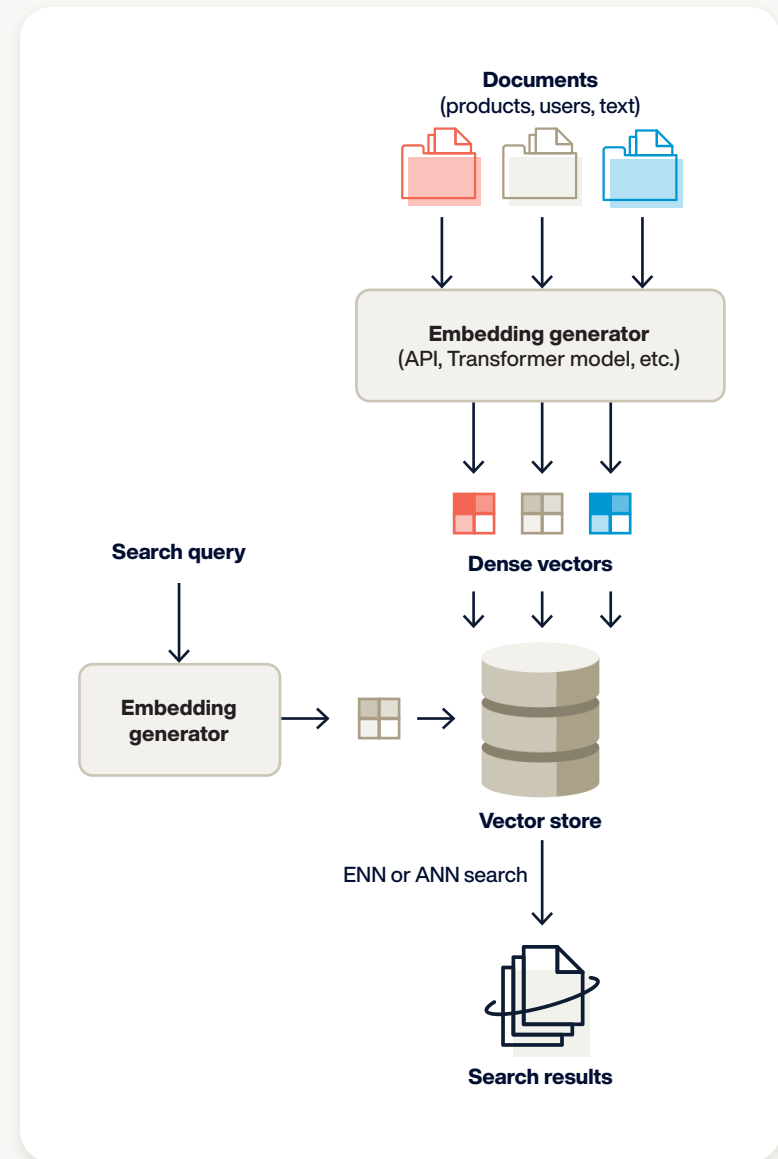 Documents
(products, users, text)
Embedding generator
(API, Transformer model, etc.)
Dense vectors
Search query
Embedding
generator
Vector store
ENN or ANN search
Search results